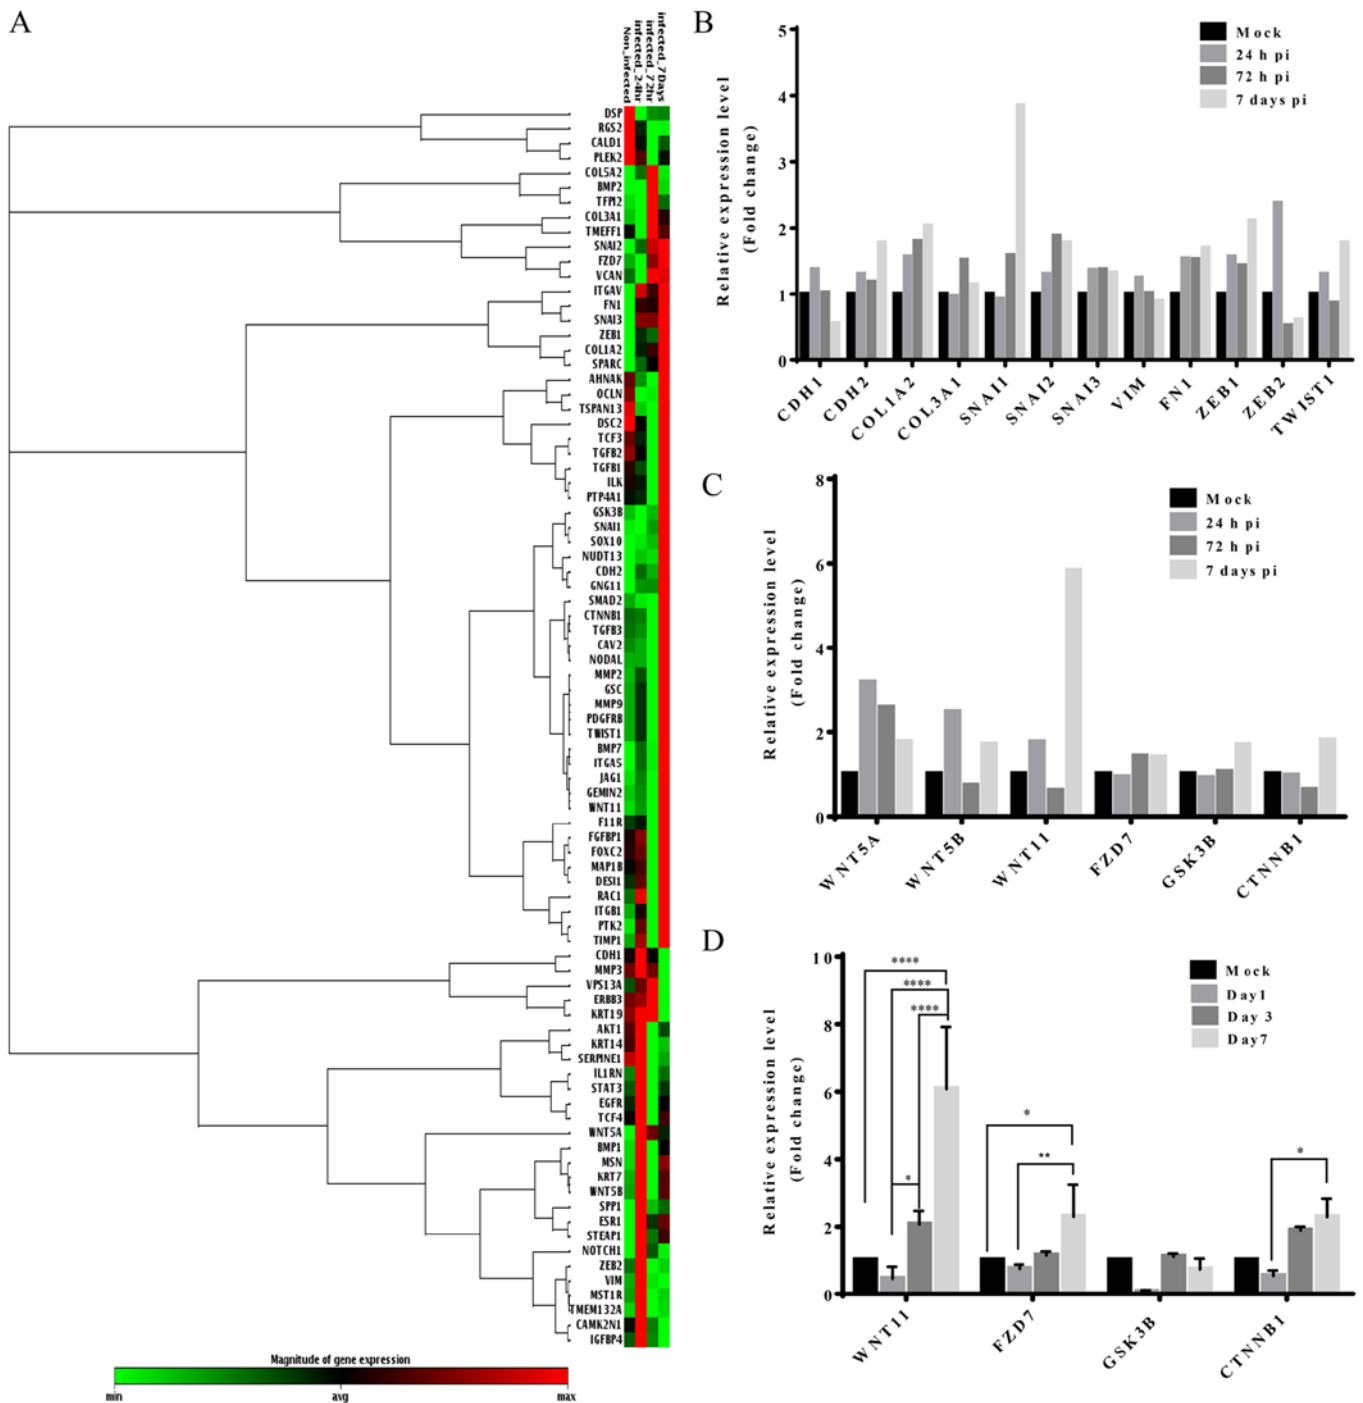 A
Non_infected
infected_24hr
infected_72hr
infected_7Days
DSP
RGS2
CALD1
PLEK2
COL5A2
BMP2
TFPI2
COL3A1
TMEFF1
SNAI2
FZD7
VCAN
ITGAV
FN1
SNAI3
ZEB1
COL1A2
SPARC
AHNAK
OCLN
TSPAN13
DSC2
TCF3
TGFB2
TGFB1
ILK
PTP4A1
GSK3B
SNAI1
SOX10
NUDT13
CDH2
GNG11
SMAD2
CTNNB1
TGFB3
CAV2
NODAL
MMP2
GSC
MMP9
PDGFRB
TWIST1
BMP7
ITGA5
JAG1
GEMIN2
WNT11
F11R
FGFBP1
FOXC2
MAP1B
DESI1
RAC1
ITGB1
PTK2
TIMP1
CDH1
MMP3
VPS13A
ERBB3
KRT19
AKT1
KRT14
SERPINE1
IL1RN
STAT3
EGFR
TCF4
WNT5A
BMP1
MSN
KRT7
WNT5B
SPP1
ESR1
STEAP1
NOTCH1
ZEB2
VIM
MST1R
TMEM132A
CAMK2N1
IGFBP4
Magnitude of gene expression
min avg max
B
Relative expression level
(Fold change)
5
4
3
2
1
0
Mock
24 h pi
72 h pi
7 days pi
CDH1 CDH2 COL1A2 COL3A1 SNAI1 SNAI2 SNAI3 VIM FN1 ZEB1 ZEB2 TWIST1
C
Relative expression level
(Fold change)
8
6
4
2
0
Mock
24 h pi
72 h pi
7 days pi
WNT5A WNT5B WNT11 FZD7 GSK3B CTNNB1
D
Relative expression level
(Fold change)
10
8
6
4
2
0
Mock
Day1
Day 3
Day7
****
****
****
*
*
**
*
WNT11 FZD7 GSK3B CTNNB1